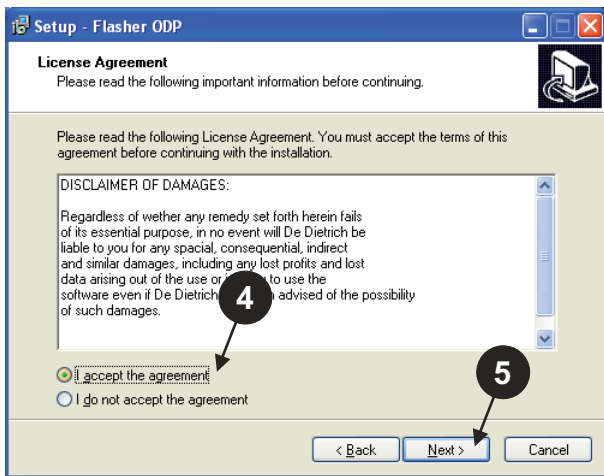 Setup - Flasher ODP
License Agreement
Please read the following important information before continuing.
Please read the following License Agreement. You must accept the terms of this
agreement before continuing with the installation.
DISCLAIMER OF DAMAGES:
Regardless of wether any remedy set forth herein fails
of its essential purpose, in no event will De Dietrich be
liable to you for any spacial, consequential, indirect
and similar damages, including any lost profits and lost
data arising out of the use or to use the
software even if De Dietrich advised of the possibility
of such damages.
4
I accept the agreement
I do not accept the agreement
5
< Back
Next >
Cancel